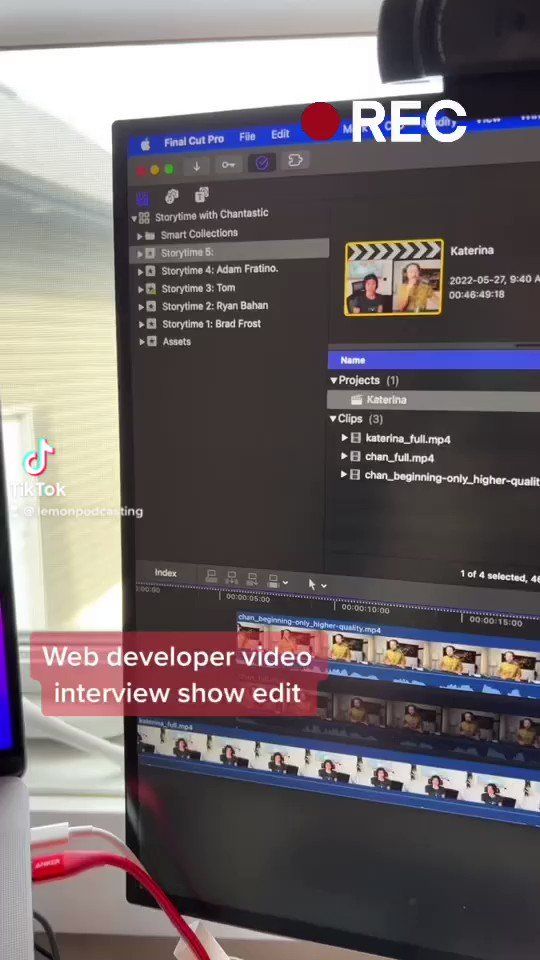 REC
Final Cut Pro File Edit Modify View
Storytime with Chantastic
Smart Collections
Storytime 5:
Storytime 4: Adam Fratino.
Storytime 3: Tom
Storytime 2: Ryan Bahan
Storytime 1: Brad Frost
Assets
Katerina
2022-05-27, 9:40 A
00:46:49:18
Name
Projects (1)
Katerina
Clips (3)
katerina_full.mp4
chan_full.mp4
chan_beginning-only_higher-quality
TikTok
@lemonpodcasting
Index
1 of 4 selected, 46
00:00:05:00
00:00:10:00
00:00:15:00
chan_beginning-only_higher-quality.mp4
Web developer video
interview show edit
katerina_full.mp4
ANKER